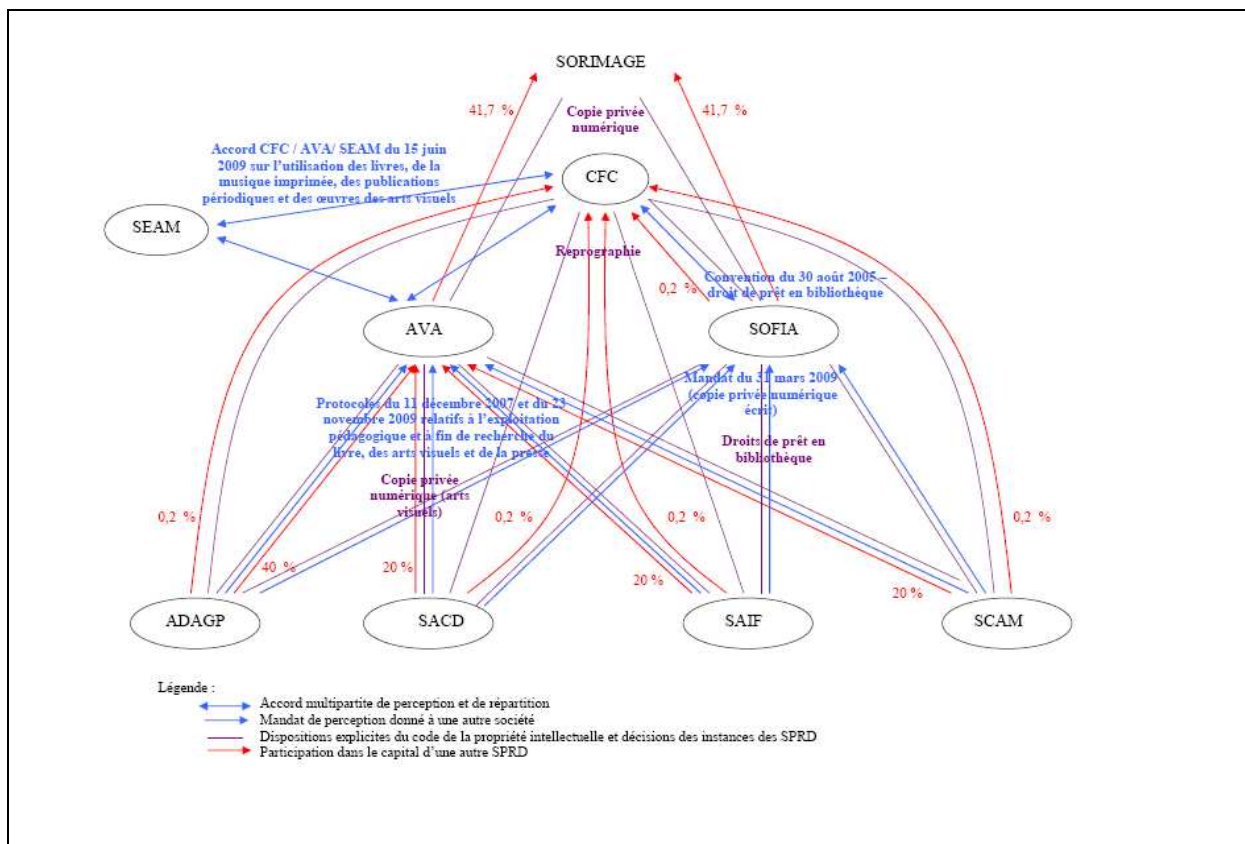 SORIMAGE
41,7 %
Copie privée
numérique
41,7 %
Accord CFC / AVA/ SEAM du 15 juin
2009 sur l'utilisation des livres, de la
musique imprimée, des publications
périodiques et des œuvres des arts visuels
CFC
SEAM
Reprographie
0,2 %
Convention du 30 août 2005 –
droit de prêt en bibliothèque
AVA
SOFIA
Mandat du 31 mars 2009
(copie privée numérique
écrit)
Protocoles du 11 décembre 2007 et du 23
novembre 2009 relatifs à l'exploitation
pédagogique et à fin de recherche du
livre, des arts visuels et de la presse
Droits de prêt en
bibliothèque
Copie privée
numérique (arts
visuels)
0,2 %
0,2 %
0,2 %
0,2 %
40 %
20 %
20 %
20 %
ADAGP
SACD
SAIF
SCAM
Légende :
Accord multipartite de perception et de répartition
Mandat de perception donné à une autre société
Dispositions explicites du code de la propriété intellectuelle et décisions des instances des SPRD
Participation dans le capital d'une autre SPRD